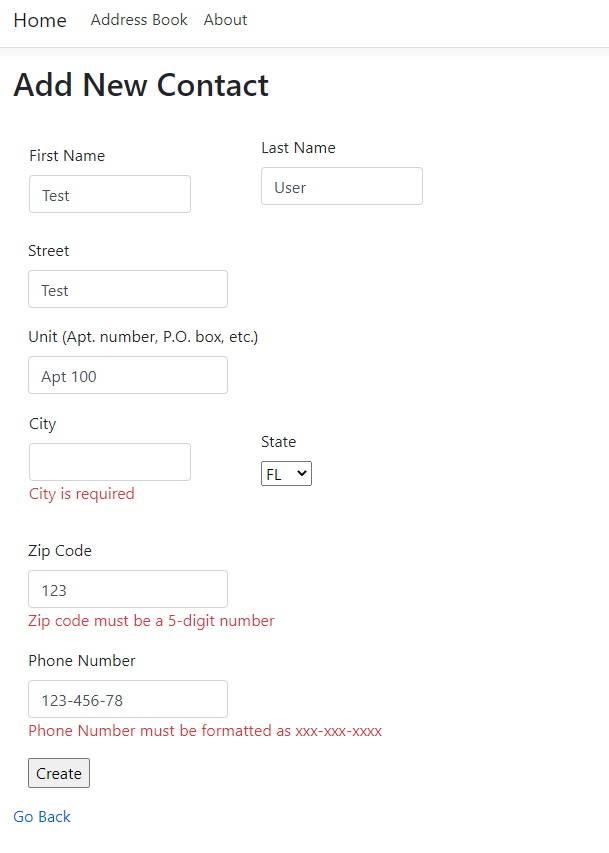 Home Address Book About
Add New Contact
First Name
Last Name
Test
User
Street
Test
Unit (Apt. number, P.O. box, etc.)
Apt 100
City
State
FL
City is required
Zip Code
123
Zip code must be a 5-digit number
Phone Number
123-456-78
Phone Number must be formatted as xxx-xxx-xxxx
Create
Go Back